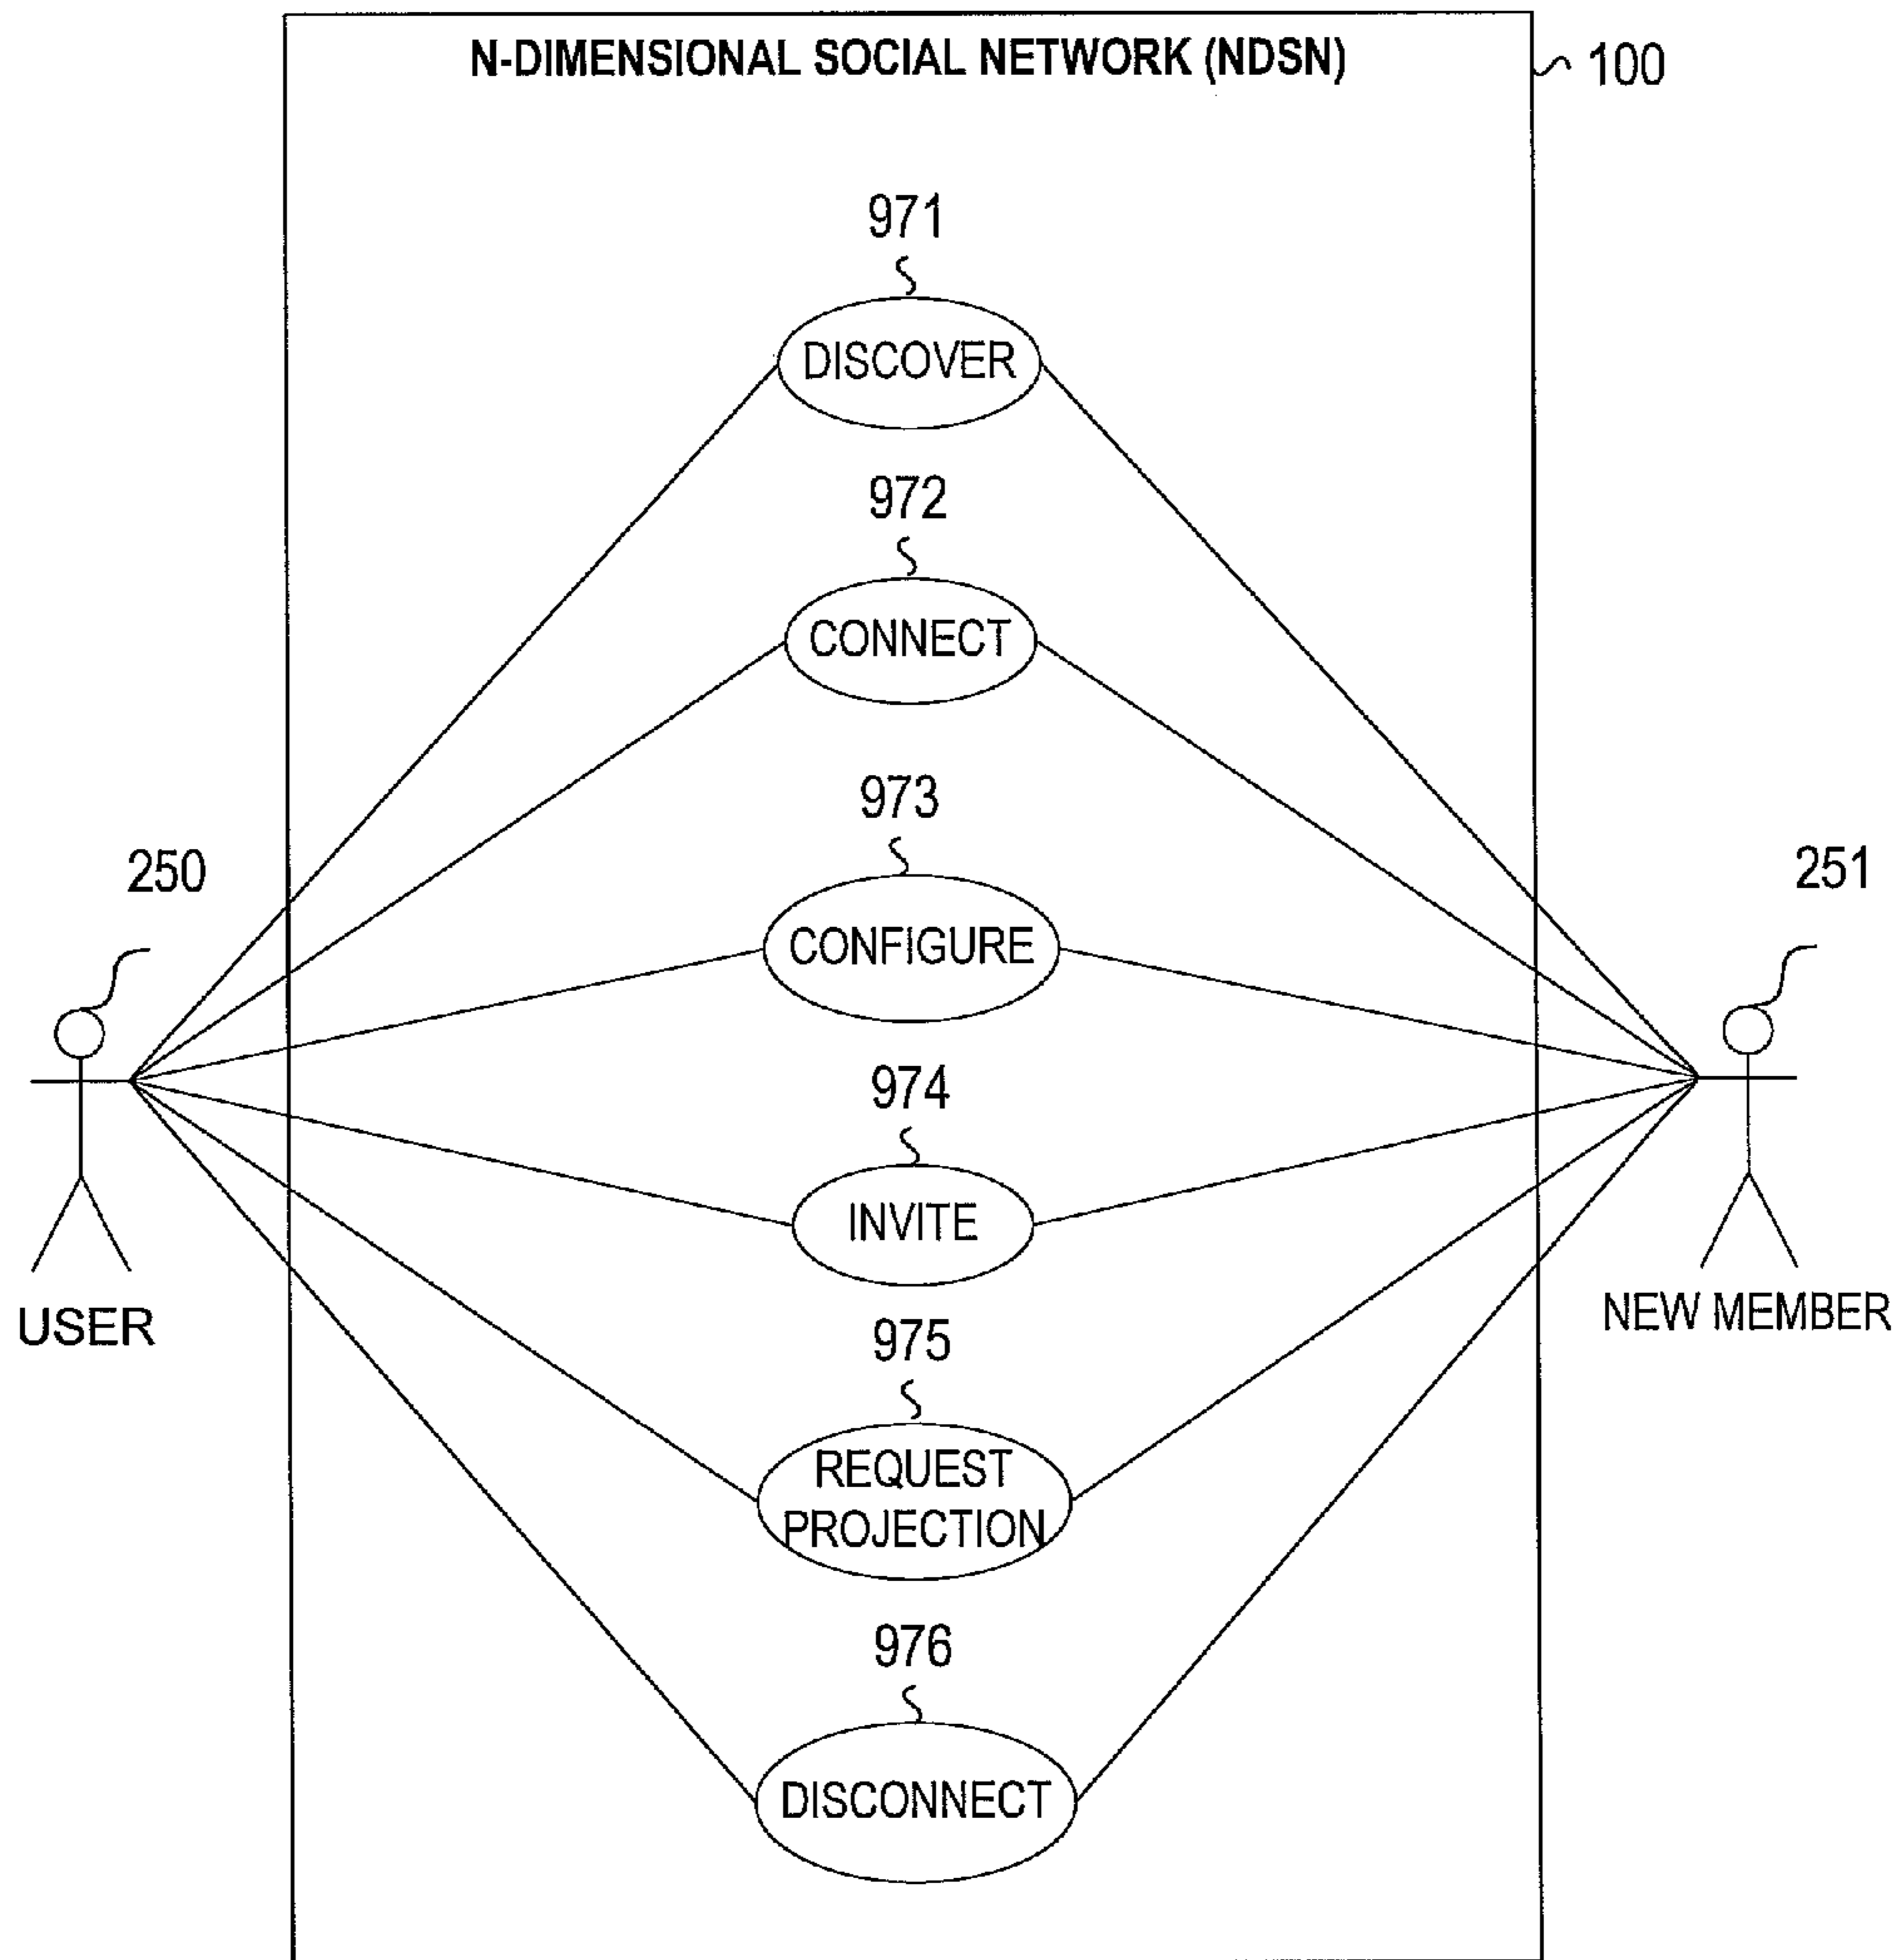 N-DIMENSIONAL SOCIAL NETWORK (NDSN)
100
971
DISCOVER
972
CONNECT
973
CONFIGURE
250
251
974
INVITE
USER
NEW MEMBER
975
REQUEST
PROJECTION
976
DISCONNECT